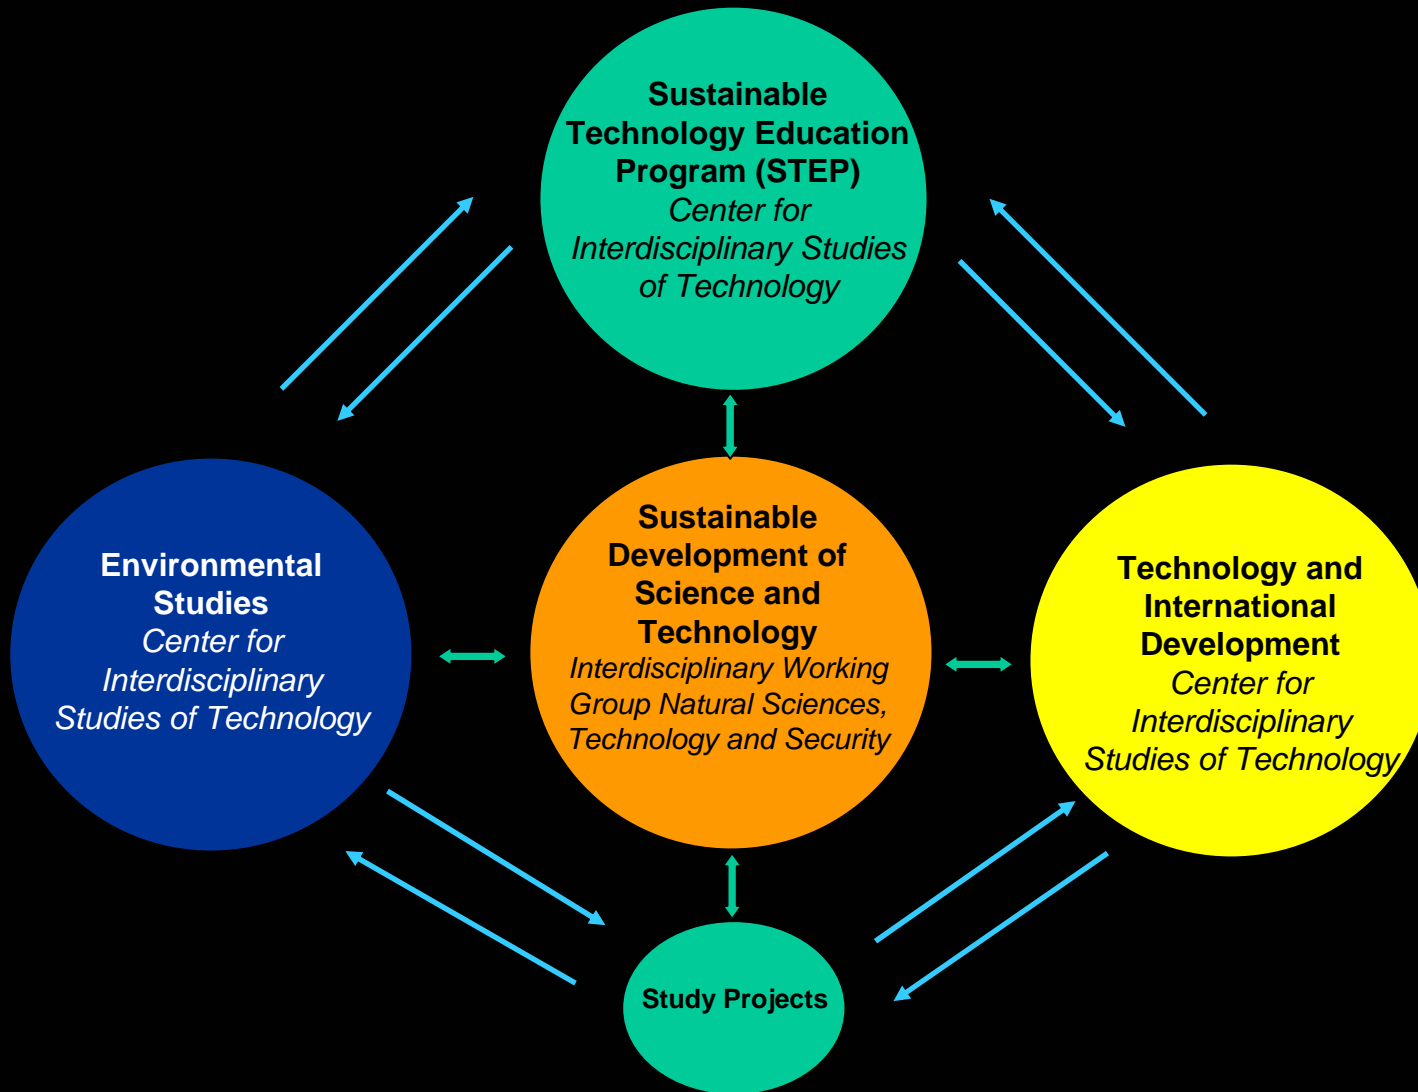 Sustainable
Technology Education
Program (STEP)
Center for
Interdisciplinary Studies
of Technology
Environmental
Studies
Center for
Interdisciplinary
Studies of Technology
Sustainable
Development of
Science and
Technology
Interdisciplinary Working
Group Natural Sciences,
Technology and Security
Technology and
International
Development
Center for
Interdisciplinary
Studies of Technology
Study Projects